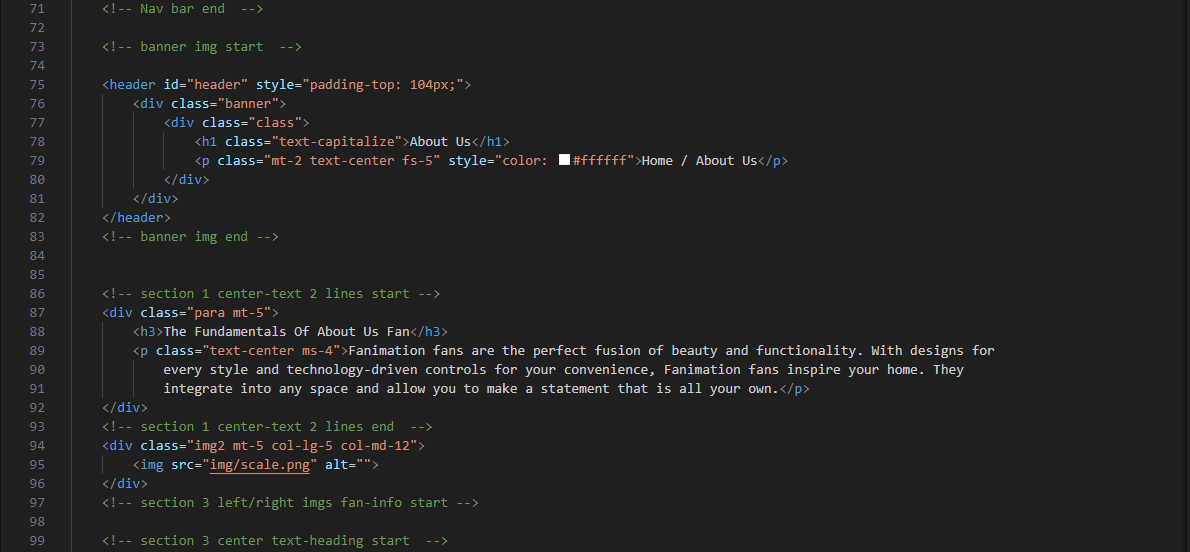 71 <!-- Nav bar end  -->
72
73 <!-- banner img start  -->
74
75 <header id="header" style="padding-top: 104px;">
76 <div class="banner">
77 <div class="class">
78 <h1 class="text-capitalize">About Us</h1>
79 <p class="mt-2 text-center fs-5" style="color: #ffffff">Home / About Us</p>
80 </div>
81 </div>
82 </header>
83 <!-- banner img end -->
84
85
86 <!-- section 1 center-text 2 lines start -->
87 <div class="para mt-5">
88 <h3>The Fundamentals Of About Us Fan</h3>
89 <p class="text-center ms-4">Fanimation fans are the perfect fusion of beauty and functionality. With designs for
90 every style and technology-driven controls for your convenience, Fanimation fans inspire your home. They
91 integrate into any space and allow you to make a statement that is all your own.</p>
92 </div>
93 <!-- section 1 center-text 2 lines end  -->
94 <div class="img2 mt-5 col-lg-5 col-md-12">
95 <img src="img/scale.png" alt="">
96 </div>
97 <!-- section 3 left/right imgs fan-info start -->
98
99 <!-- section 3 center text-heading start  -->